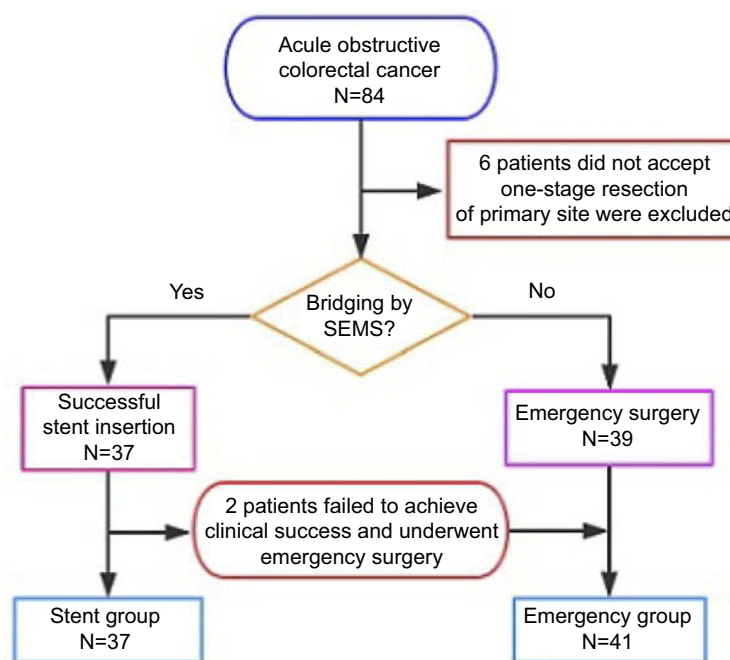 Acule obstructive
colorectal cancer
N=84
6 patients did not accept
one-stage resection
of primary site were excluded
Yes
Bridging by
SEMS?
No
Successful
stent insertion
N=37
Emergency surgery
N=39
2 patients failed to achieve
clinical success and underwent
emergency surgery
Stent group
N=37
Emergency group
N=41